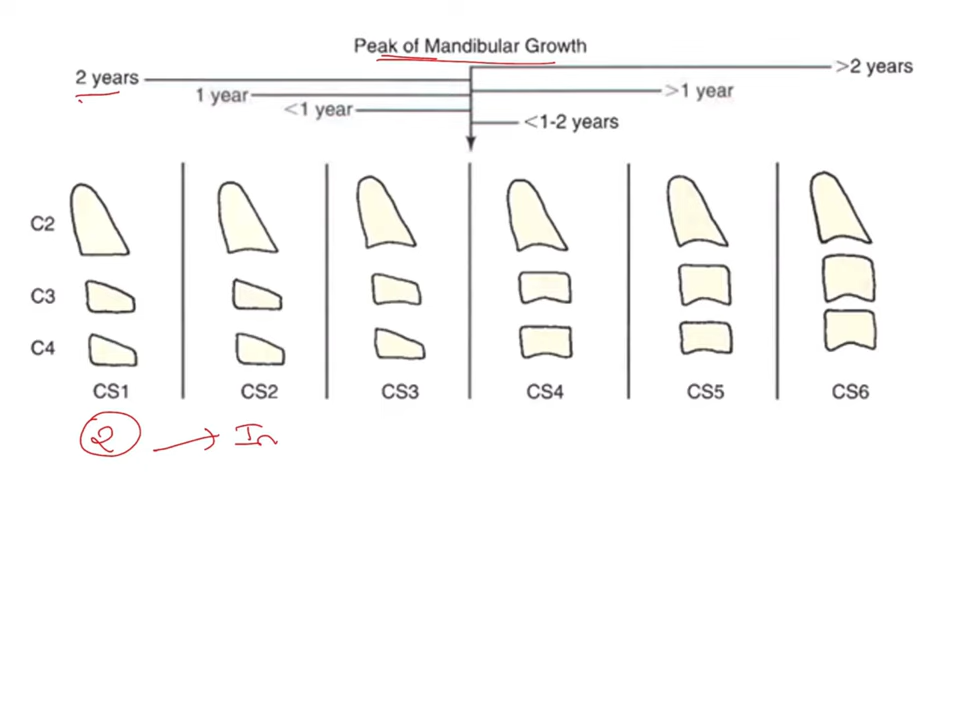 Peak of Mandibular Growth
2 years >2 years
1 year >1 year
<1 year <1-2 years
C2
C3
C4
CS1 CS2 CS3 CS4 CS5 CS6
2 → In